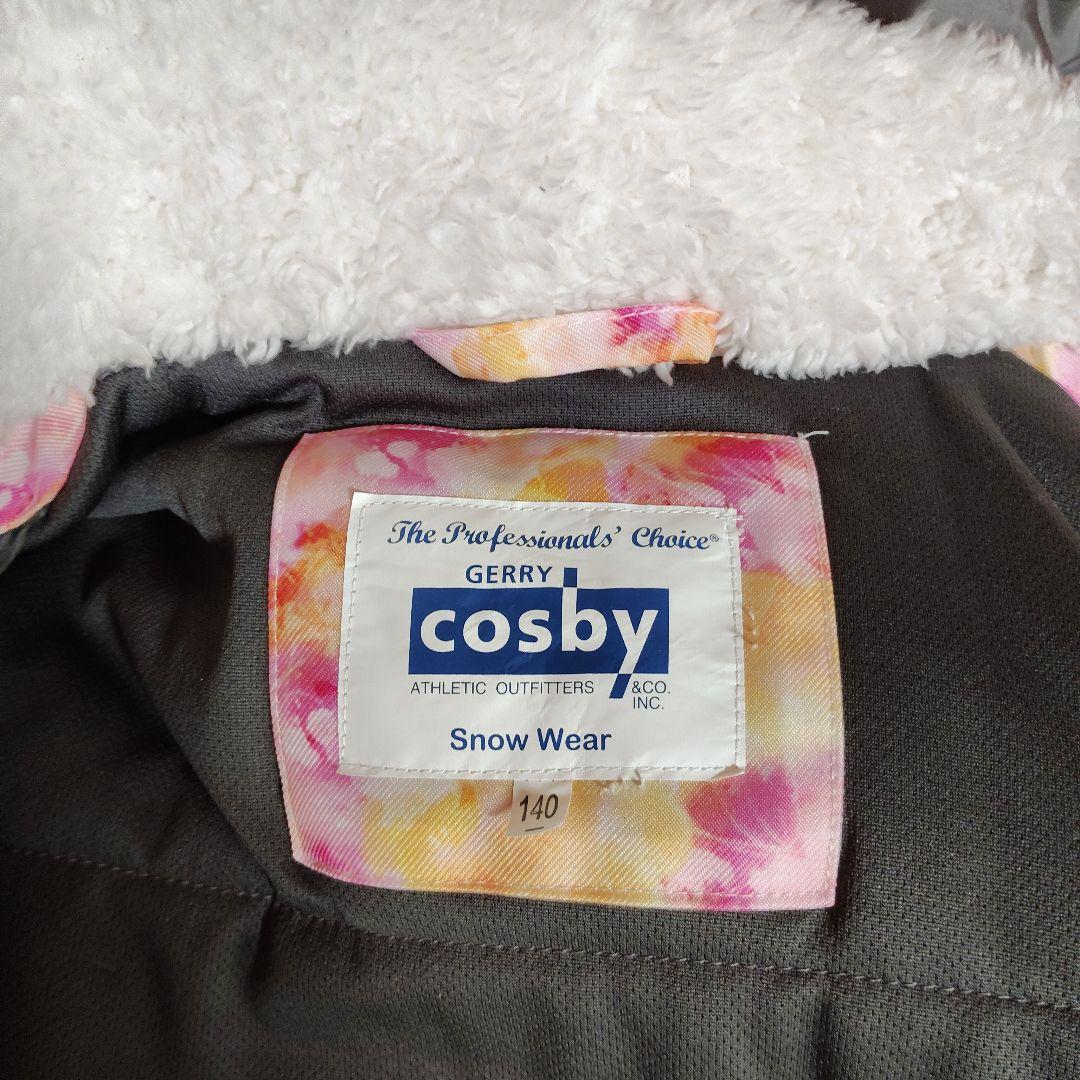 The Professionals' Choice®
GERRY
cosby
ATHLETIC OUTFITTERS &CO.
INC.
Snow Wear
140